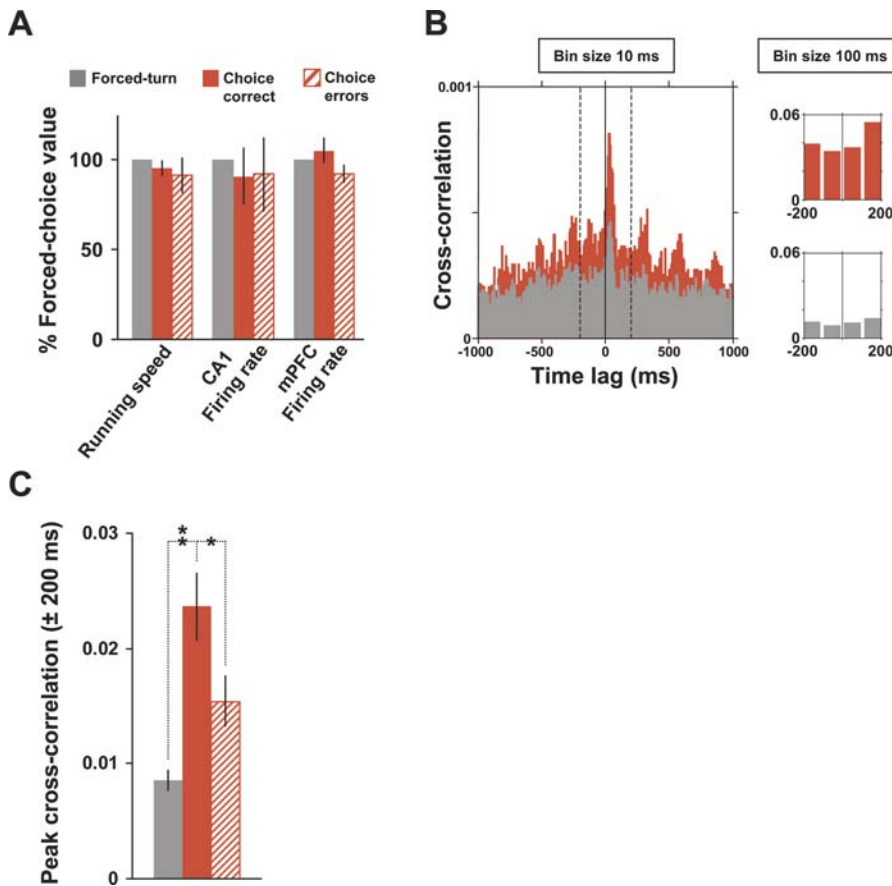 A
Forced-turn
Choice
correct
Choice
errors
% Forced-choice value
100
50
0
Running speed
CA1
Firing rate
mPFC
Firing rate
B
Bin size 10 ms
Bin size 100 ms
Cross-correlation
0.001
0
-1000
-500
0
500
1000
Time lag (ms)
0.06
0
-200
200
0.06
0
-200
200
C
Peak cross-correlation (± 200 ms)
0.03
0.02
0.01
0
** *